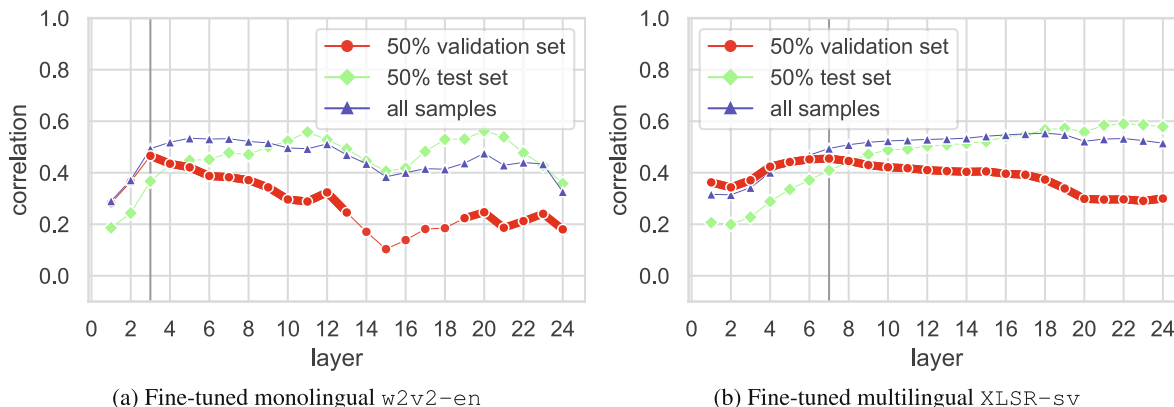 1.0
0.8
0.6
0.4
0.2
0.0
correlation
50% validation set
50% test set
all samples
0 2 4 6 8 10 12 14 16 18 20 22 24
layer
(a) Fine-tuned monolingual w2v2-en
1.0
0.8
0.6
0.4
0.2
0.0
correlation
50% validation set
50% test set
all samples
0 2 4 6 8 10 12 14 16 18 20 22 24
layer
(b) Fine-tuned multilingual XLSR-sv